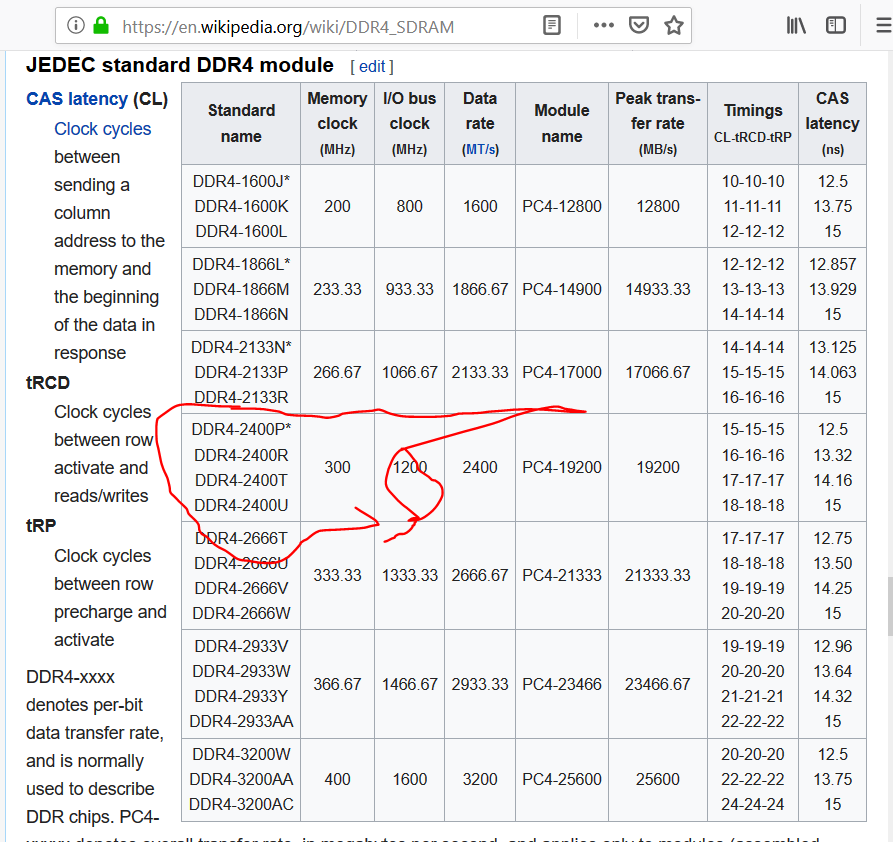 https://en.wikipedia.org/wiki/DDR4_SDRAM
JEDEC standard DDR4 module [ edit ]
CAS latency (CL)
Clock cycles
between
sending a
column
address to the
memory and
the beginning
of the data in
response
tRCD
Clock cycles
between row
activate and
reads/writes
tRP
Clock cycles
between row
precharge and
activate
DDR4-xxxx
denotes per-bit
data transfer rate,
and is normally
used to describe
DDR chips. PC4-
xxxxx denotes overall transfer rate, in megabytes per second, and applies only to modules (assembled
Standard name Memory clock (MHz) I/O bus clock (MHz) Data rate (MT/s) Module name Peak trans-fer rate (MB/s) Timings CL-tRCD-tRP CAS latency (ns)
DDR4-1600J* 10-10-10 12.5
DDR4-1600K 200 800 1600 PC4-12800 12800 11-11-11 13.75
DDR4-1600L 12-12-12 15
DDR4-1866L* 12-12-12 12.857
DDR4-1866M 233.33 933.33 1866.67 PC4-14900 14933.33 13-13-13 13.929
DDR4-1866N 14-14-14 15
DDR4-2133N* 14-14-14 13.125
DDR4-2133P 266.67 1066.67 2133.33 PC4-17000 17066.67 15-15-15 14.063
DDR4-2133R 16-16-16 15
DDR4-2400P* 15-15-15 12.5
DDR4-2400R 16-16-16 13.32
300 1200 2400 PC4-19200 19200
DDR4-2400T 17-17-17 14.16
DDR4-2400U 18-18-18 15
DDR4-2666T 17-17-17 12.75
DDR4-2666U 18-18-18 13.50
333.33 1333.33 2666.67 PC4-21333 21333.33
DDR4-2666V 19-19-19 14.25
DDR4-2666W 20-20-20 15
DDR4-2933V 19-19-19 12.96
DDR4-2933W 20-20-20 13.64
366.67 1466.67 2933.33 PC4-23466 23466.67
DDR4-2933Y 21-21-21 14.32
DDR4-2933AA 22-22-22 15
DDR4-3200W 20-20-20 12.5
DDR4-3200AA 400 1600 3200 PC4-25600 25600 22-22-22 13.75
DDR4-3200AC 24-24-24 15